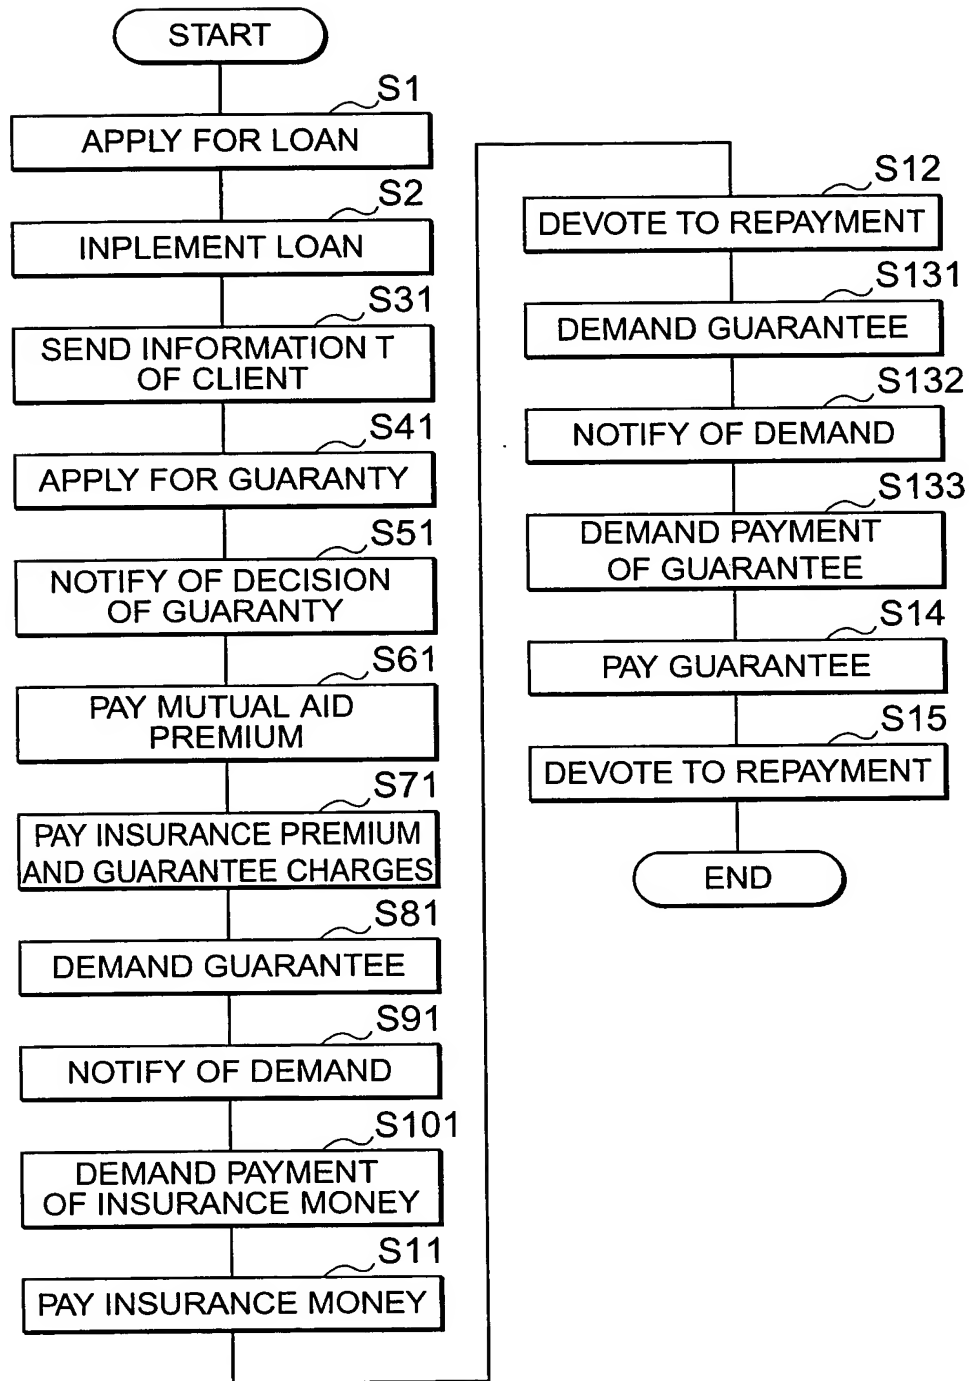 START
S1
APPLY FOR LOAN
S2
INPLEMENT LOAN
S31
SEND INFORMATION T
OF CLIENT
S41
APPLY FOR GUARANTY
S51
NOTIFY OF DECISION
OF GUARANTY
S61
PAY MUTUAL AID
PREMIUM
S71
PAY INSURANCE PREMIUM
AND GUARANTEE CHARGES
S81
DEMAND GUARANTEE
S91
NOTIFY OF DEMAND
S101
DEMAND PAYMENT
OF INSURANCE MONEY
S11
PAY INSURANCE MONEY
S12
DEVOTE TO REPAYMENT
S131
DEMAND GUARANTEE
S132
NOTIFY OF DEMAND
S133
DEMAND PAYMENT
OF GUARANTEE
S14
PAY GUARANTEE
S15
DEVOTE TO REPAYMENT
END